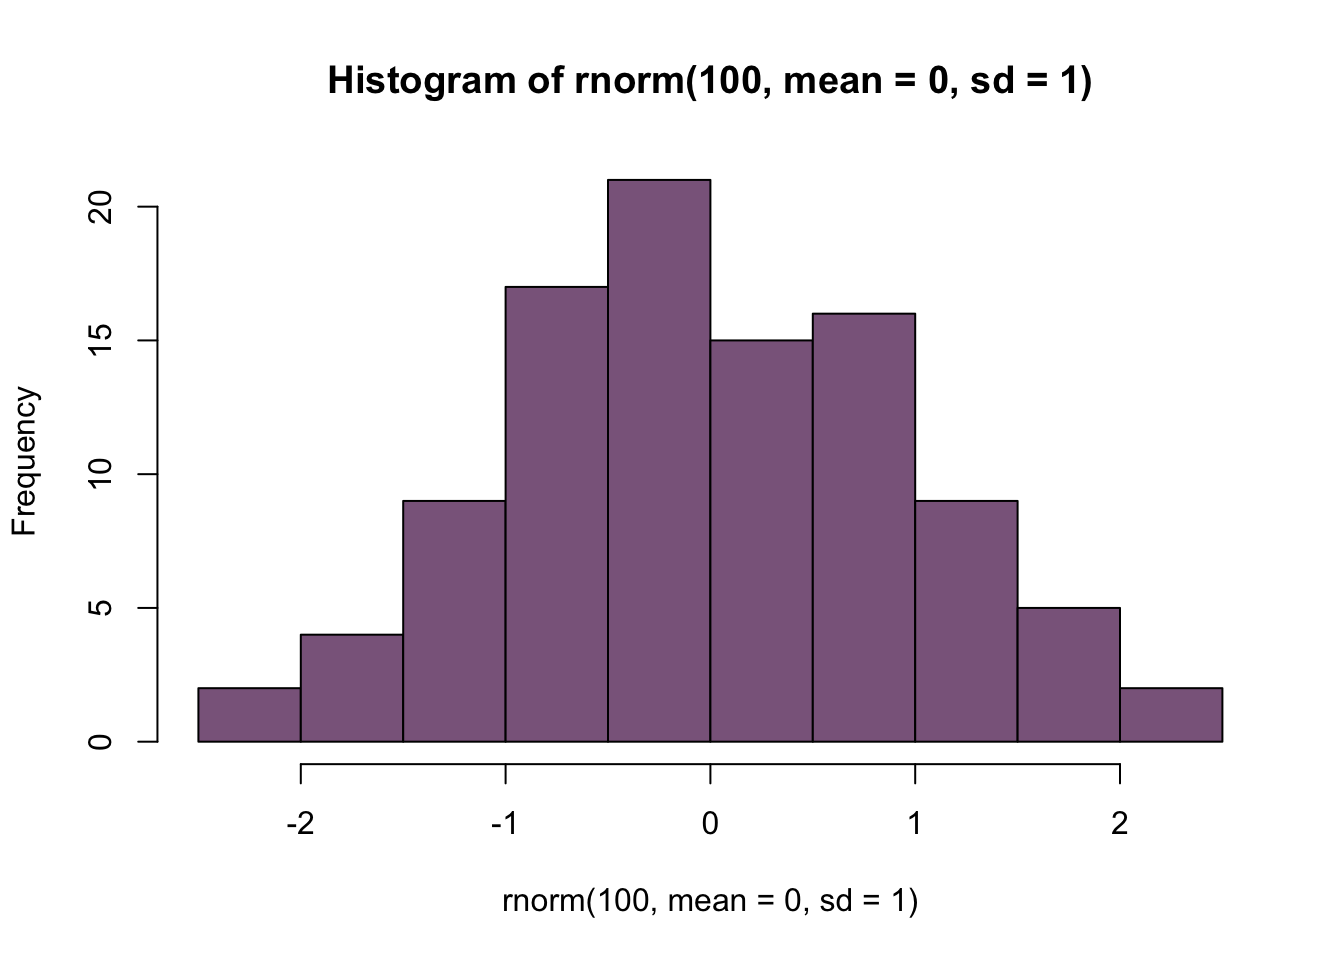 Histogram of rnorm(100, mean = 0, sd = 1)
Frequency
20
15
10
5
0
-2 -1 0 1 2
rnorm(100, mean = 0, sd = 1)